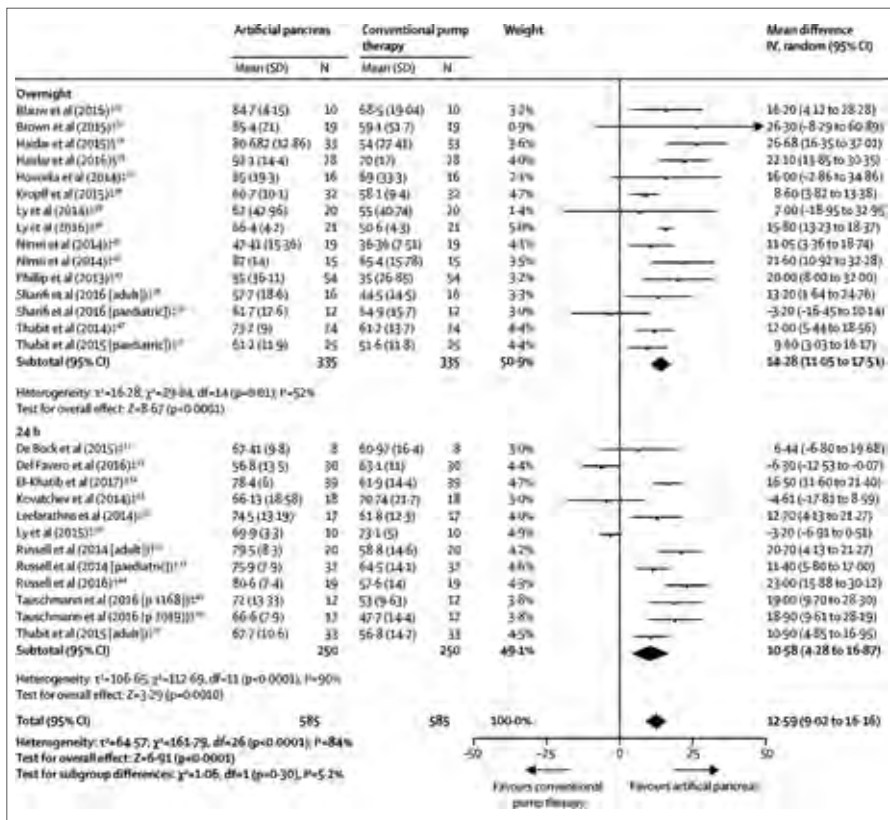 Artificial pancreas Conventional pump therapy Weight Mean difference IV, random (95% CI)
Mean (SD) N Mean (SD) N
Overnight
Blauw et al (2015) 84·7 (4·15) 10 68·5 (19·04) 10 3·2% 16·20 (4·12 to 28·28)
Brown et al (2015) 85·4 (21) 19 59·1 (51·7) 19 0·9% 26·30 (-8·29 to 60·89)
Haidar et al (2015) 80·682 (12·86) 33 54 (27·41) 33 3·6% 26·68 (16·35 to 37·01)
Haidar et al (2016) 92·1 (14·4) 28 70 (17) 28 4·0% 22·10 (13·85 to 30·35)
Hovorka et al (2014) 85 (19·3) 16 69 (33·3) 16 16·00 (-2·86 to 34·86)
Kropff et al (2015) 60·7 (10·1) 32 58·1 (9·4) 32 4·7% 8·60 (3·82 to 13·38)
Ly et al (2014) 62 (42·96) 20 55 (40·74) 20 1·4% 7·00 (-18·95 to 32·95)
Ly et al (2016) 66·4 (4·2) 21 50·6 (4·3) 21 15·80 (13·23 to 18·37)
Nimri et al (2014) 47·41 (15·36) 19 36·36 (7·51) 19 4·1% 11·05 (3·36 to 18·74)
Nimri et al (2014) 87 (14) 15 65·4 (15·78) 15 3·5% 21·60 (10·92 to 32·28)
Phillip et al (2013) 55 (36·11) 54 35 (26·85) 54 3·2% 20·00 (8·00 to 32·00)
Sharifi et al (2016 [adult]) 57·7 (18·6) 16 44·5 (14·5) 16 3·3% 13·20 (1·64 to 24·76)
Sharifi et al (2016 [paediatric]) 61·7 (17·6) 12 64·9 (15·7) 12 3·0% -3·20 (-16·45 to 10·14)
Thabit et al (2014) 73·2 (9) 24 61·2 (13·7) 24 4·4% 12·00 (5·44 to 18·56)
Thabit et al (2015 [paediatric]) 61·2 (11·9) 25 51·6 (11·8) 25 4·4% 9·60 (3·03 to 16·17)
Subtotal (95% CI) 335 335 50·9% 14·28 (11·05 to 17·51)
Heterogeneity: τ²=16·28; χ²=29·04, df=14 (p=0·01); I²=52%
Test for overall effect: Z=8·67 (p<0·0001)
24 h
De Bock et al (2015) 67·41 (9·8) 8 60·97 (16·4) 8 3·0% 6·44 (-6·80 to 19·68)
Del Favero et al (2016) 56·8 (13·5) 30 63·1 (11) 30 4·4% -6·30 (-12·53 to -0·07)
El-Khatib et al (2017) 78·4 (6) 39 61·9 (14·4) 39 4·7% 16·50 (11·60 to 21·40)
Kovatchev et al (2014) 66·13 (18·58) 18 70·74 (21·7) 18 3·0% -4·61 (-17·81 to 8·59)
Leelarathna et al (2014) 74·5 (13·19) 17 61·8 (12·3) 17 4·0% 12·70 (4·13 to 21·27)
Ly et al (2015) 69·9 (3·3) 10 73·1 (5) 10 4·9% -3·20 (-6·91 to 0·51)
Russell et al (2014 [adult]) 79·5 (8·3) 20 58·8 (14·6) 20 4·2% 20·70 (4·13 to 21·27)
Russell et al (2014 [paediatric]) 75·9 (7·9) 32 64·5 (14·1) 32 4·6% 11·40 (5·80 to 17·00)
Russell et al (2016) 80·6 (7·4) 19 57·6 (14) 19 4·3% 23·00 (15·88 to 30·12)
Tauschmann et al (2016 [p 1168]) 72 (13·33) 12 53 (9·63) 12 3·8% 19·00 (9·70 to 28·30)
Tauschmann et al (2016 66·6 (7·9) 12 47·7 (14·4) 12 3·8% 18·90 (9·61 to 28·19)
Thabit et al (2015 [adult]) 67·7 (10·6) 33 56·8 (14·2) 33 4·5% 10·90 (4·85 to 16·95)
Subtotal (95% CI) 250 250 49·1% 10·58 (4·28 to 16·87)
Heterogeneity: τ²=106·65; χ²=112·69, df=11 (p<0·0001), I²=90%
Test for overall effect: Z=3·29 (p=0·0010)
Total (95% CI) 585 585 100·0% 12·59 (9·02 to 16·16)
Heterogeneity: τ²=64·57; χ²=161·79, df=26 (p<0·0001); I²=84%
Test for overall effect: Z=6·91 (p<0·0001)
Test for subgroup differences: χ²=1·06, df=1 (p=0·30), I²=5·2%
-50 -25 0 25 50
Favours conventional pump therapy Favours artificial pancreas